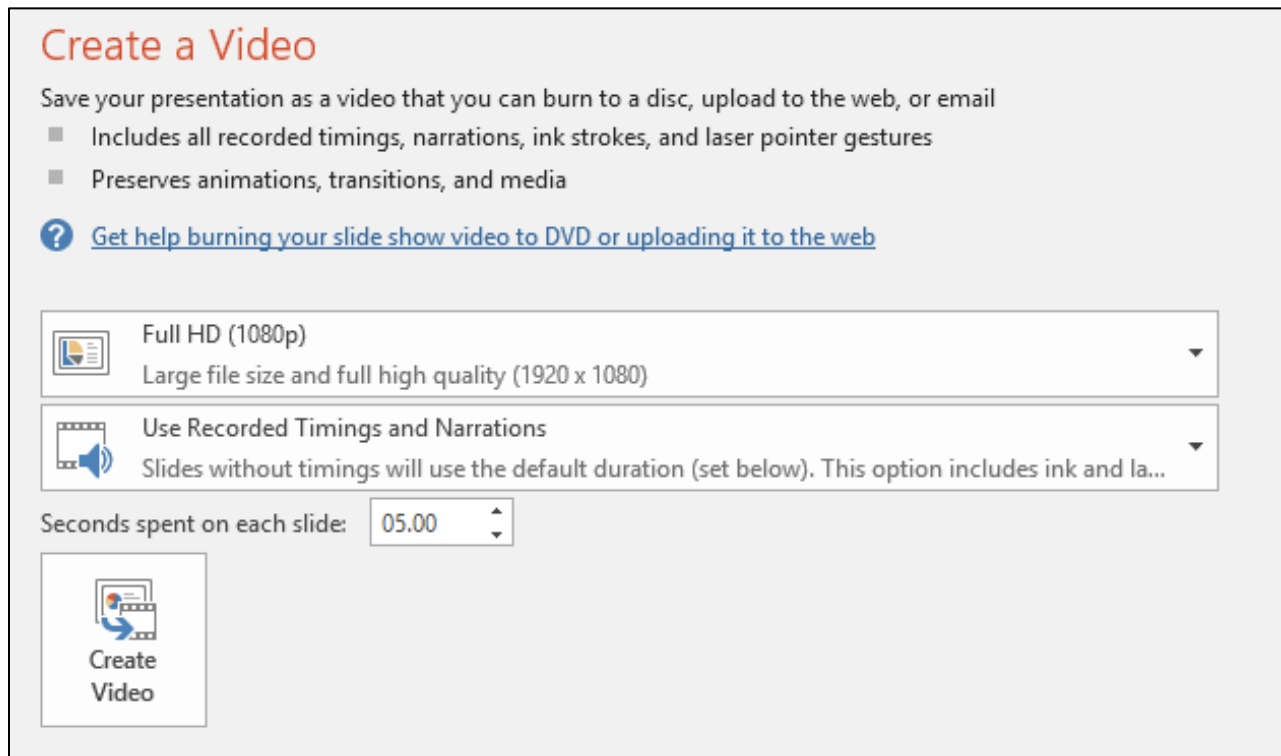 Create a Video
Save your presentation as a video that you can burn to a disc, upload to the web, or email
Includes all recorded timings, narrations, ink strokes, and laser pointer gestures
Preserves animations, transitions, and media
? Get help burning your slide show video to DVD or uploading it to the web
Full HD (1080p)
Large file size and full high quality (1920 x 1080)
Use Recorded Timings and Narrations
Slides without timings will use the default duration (set below). This option includes ink and la...
Seconds spent on each slide: 05.00
Create
Video